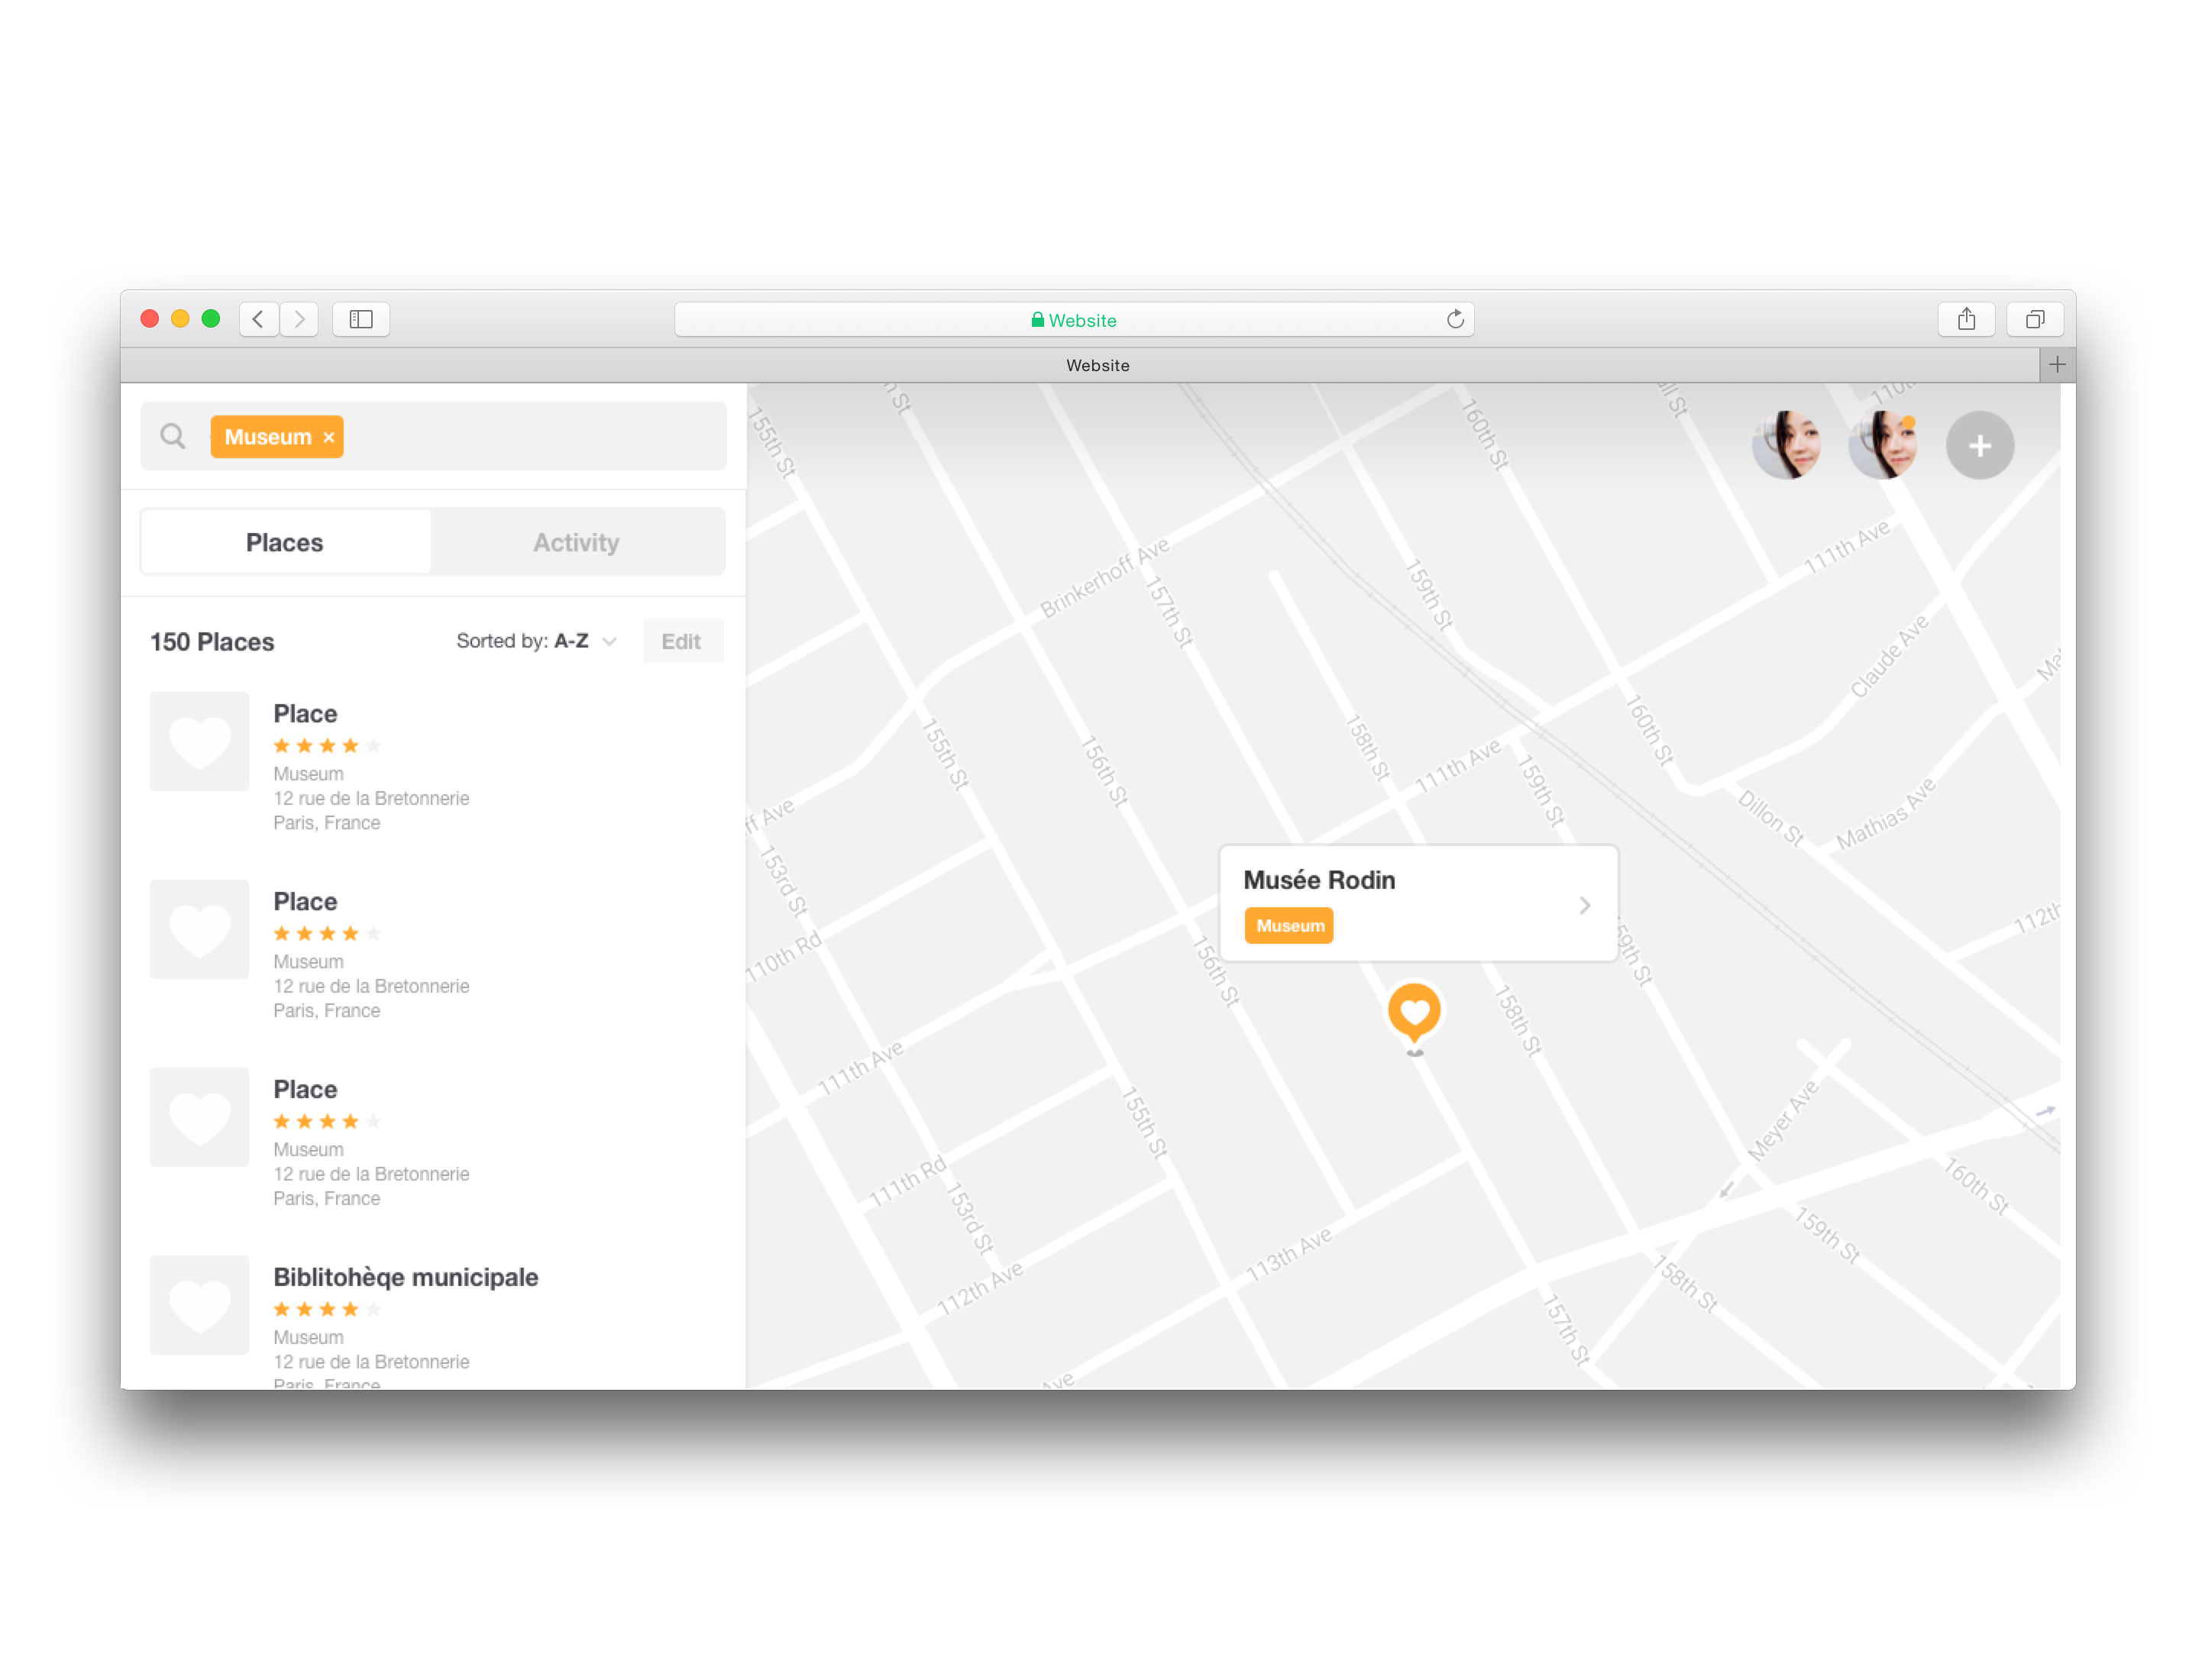 Website
Website
Museum ×
Places
Activity
150 Places
Sorted by: A-Z
Edit
Place
Museum
12 rue de la Bretonnerie
Paris, France
Place
Museum
12 rue de la Bretonnerie
Paris, France
Place
Museum
12 rue de la Bretonnerie
Paris, France
Biblitohèqe municipale
Museum
12 rue de la Bretonnerie
Paris, France
155th St
160th St
111th Ave
Brinkerhoff Ave
157th St
159th St
Claude Ave
160th St
155th St
156th St
158th St
111th Ave
159th St
Dillon St
Mathias Ave
153rd St
Musée Rodin
Museum
110th Rd
156th St
159th St
112th
158th St
111th Ave
155th St
Meyer Ave
111th Rd
153rd St
160th St
159th St
113th Ave
112th Ave
158th St
157th St
Ave